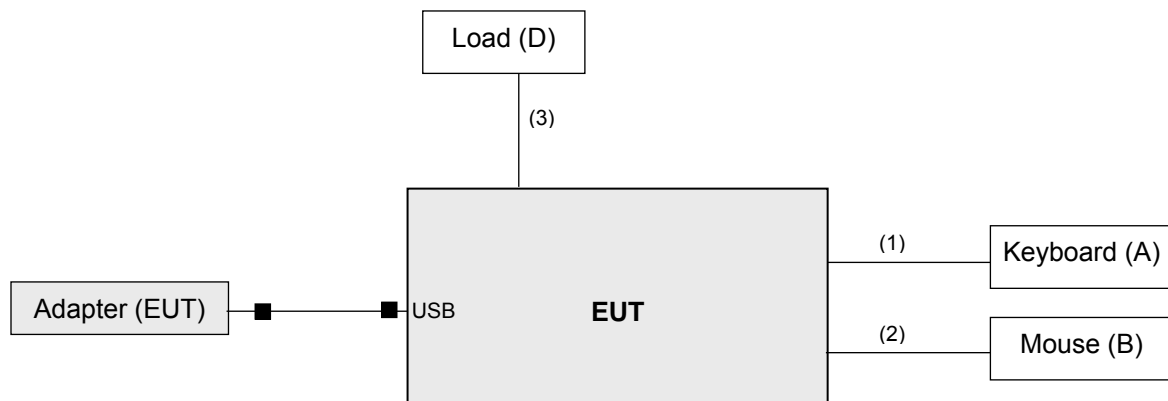 Load (D)
(3)
(1)
Keyboard (A)
Adapter (EUT)
USB
EUT
(2)
Mouse (B)